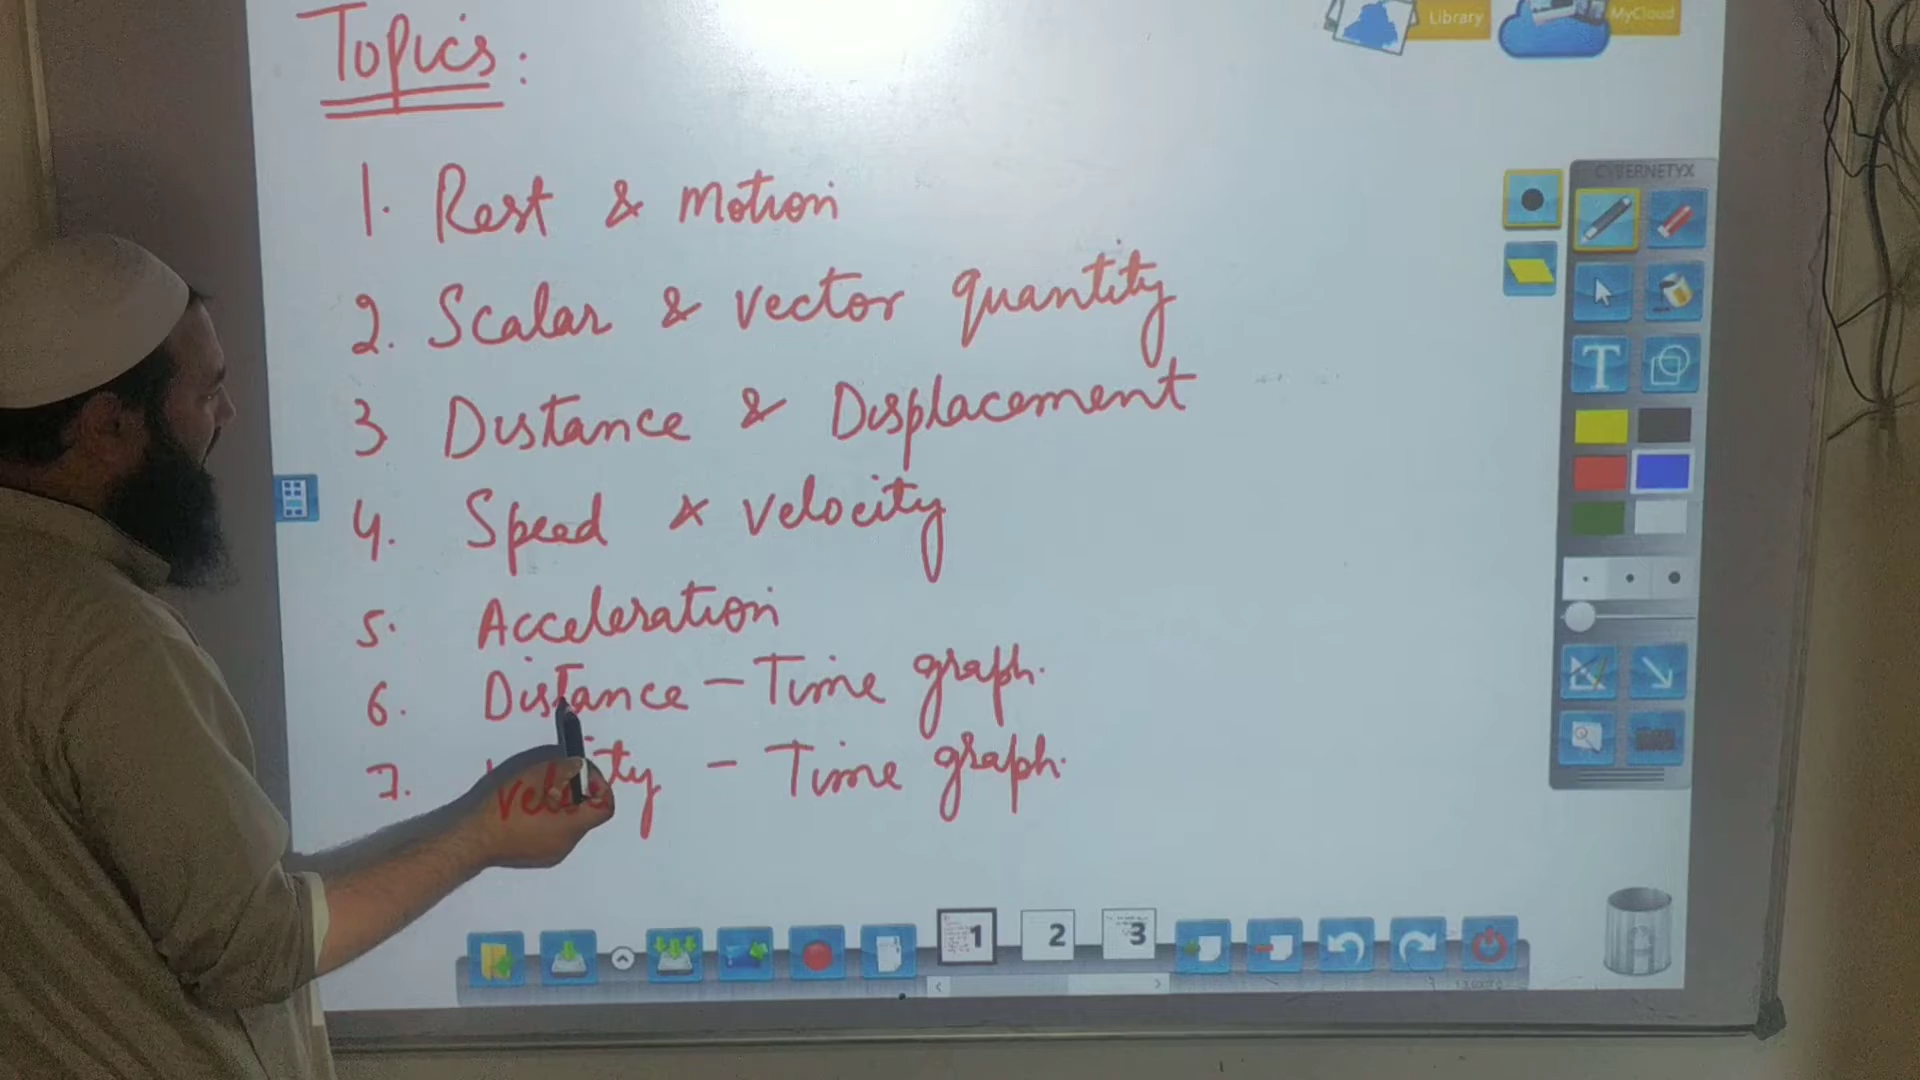 Library
MyCloud
Topics:
CYBERNETYX
1. Rest & Motion
2. Scalar & vector quantity
3 Distance & Displacement
4. Speed & velocity
5. Acceleration
6. Distance – Time graph.
7. Velocity – Time graph.
T
1 2 3